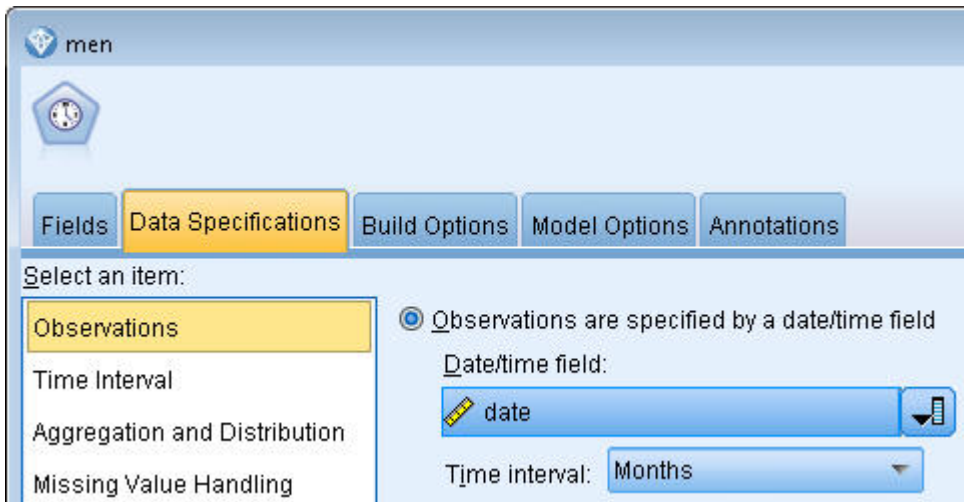 men
Fields Data Specifications Build Options Model Options Annotations
Select an item:
Observations
Time Interval
Aggregation and Distribution
Missing Value Handling
Observations are specified by a date/time field
Date/time field:
date
Time interval: Months